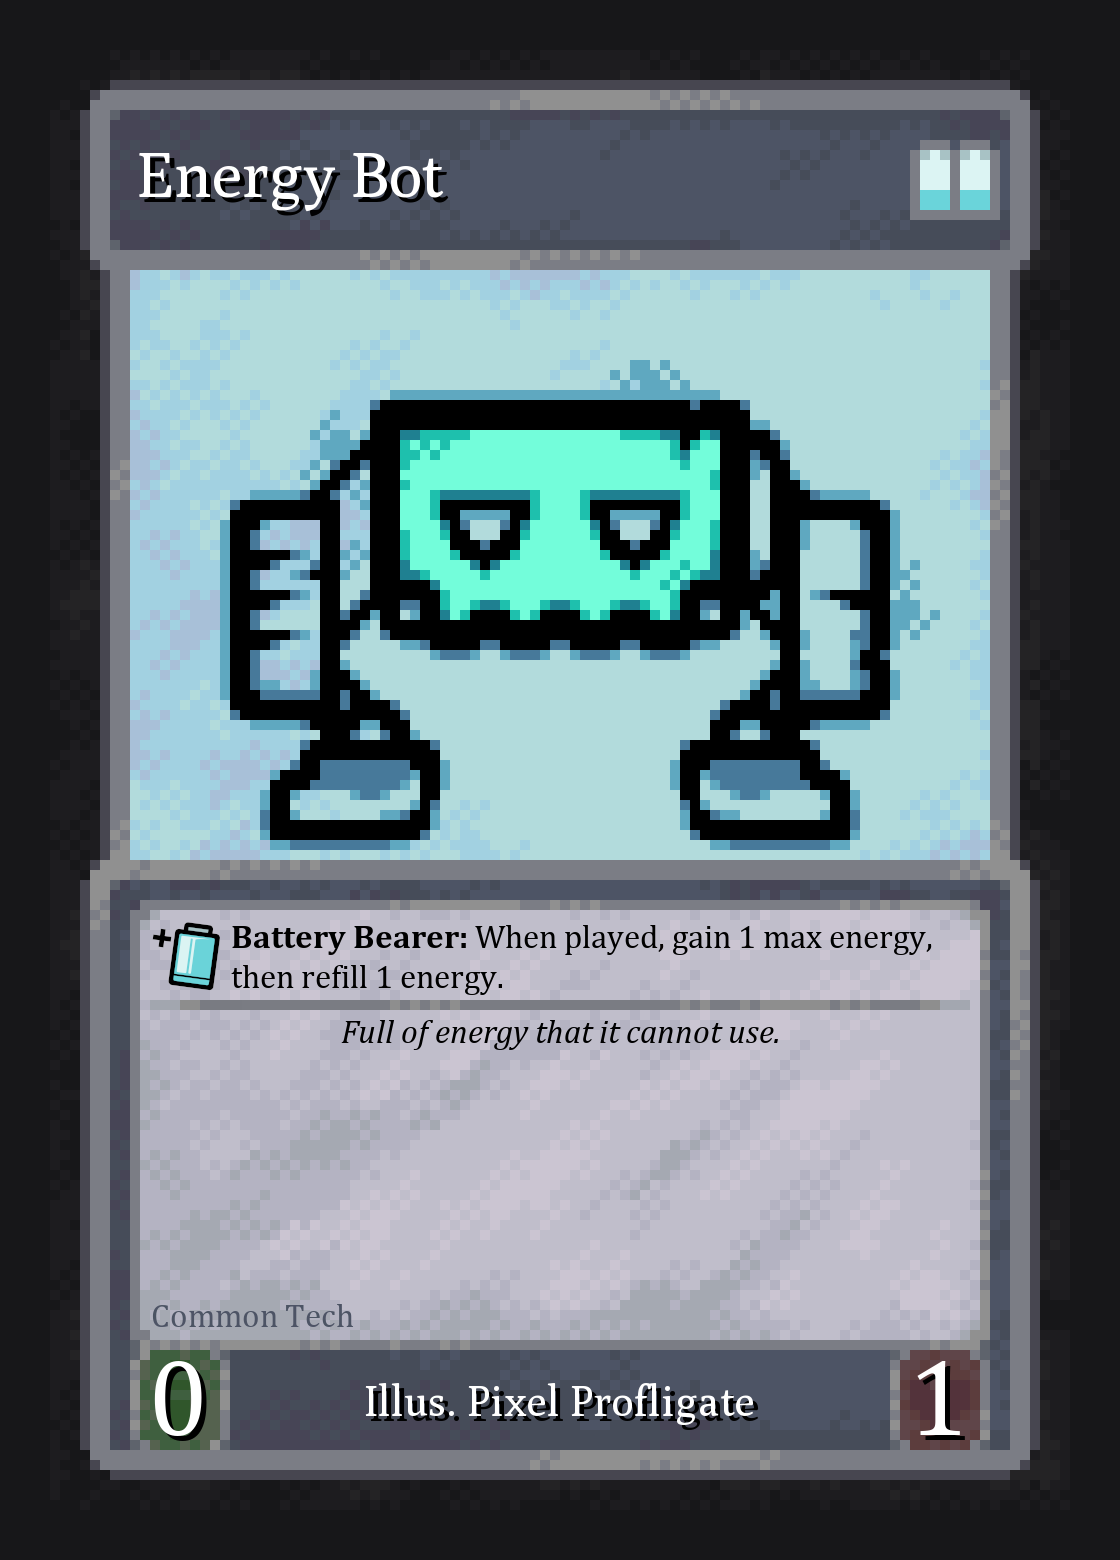 Energy Bot
Battery Bearer: When played, gain 1 max energy,
then refill 1 energy.
Full of energy that it cannot use.
Common Tech
0
Illus. Pixel Profligate
1